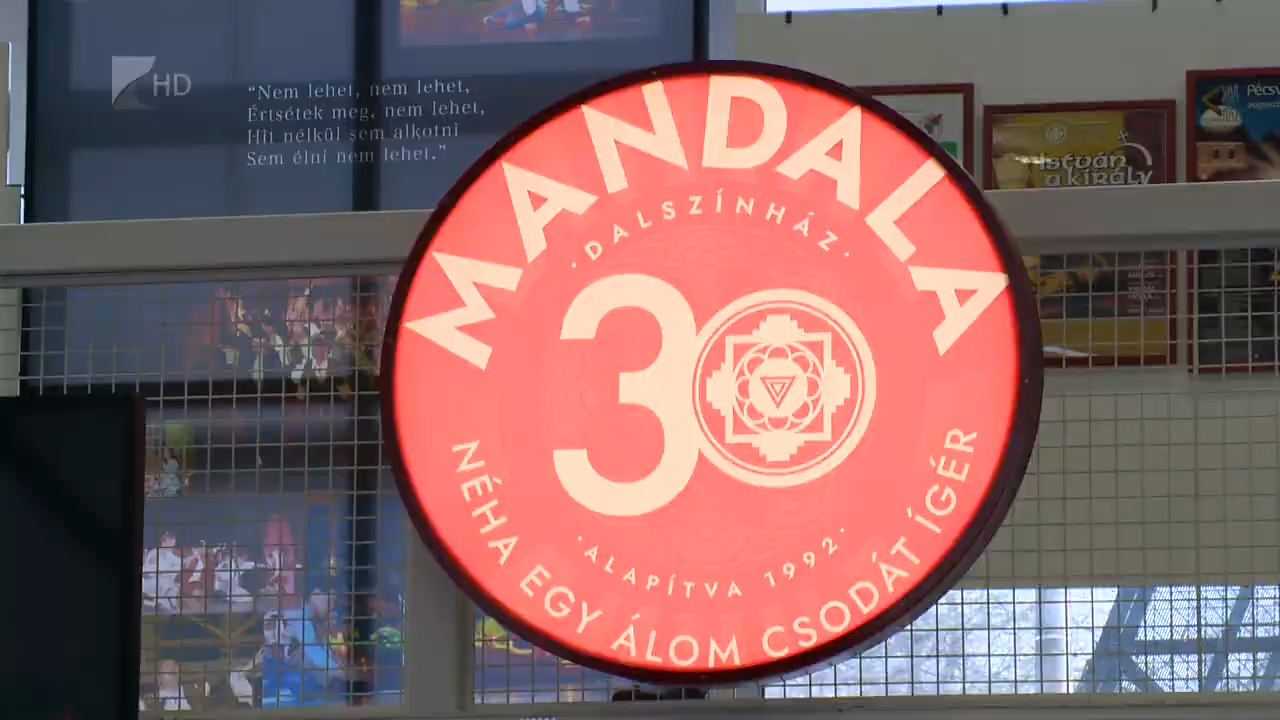 HD
“Nem lehet, nem lehet,
Értsétek meg, nem lehet,
Hit nélkül sem alkotni
Sem élni nem lehet.”
MANDALA
·DALSZÍNHÁZ·
30
·ALAPÍTVA 1992·
NÉHA EGY ÁLOM CSODÁT ÍGÉR
István
a király
Pécs